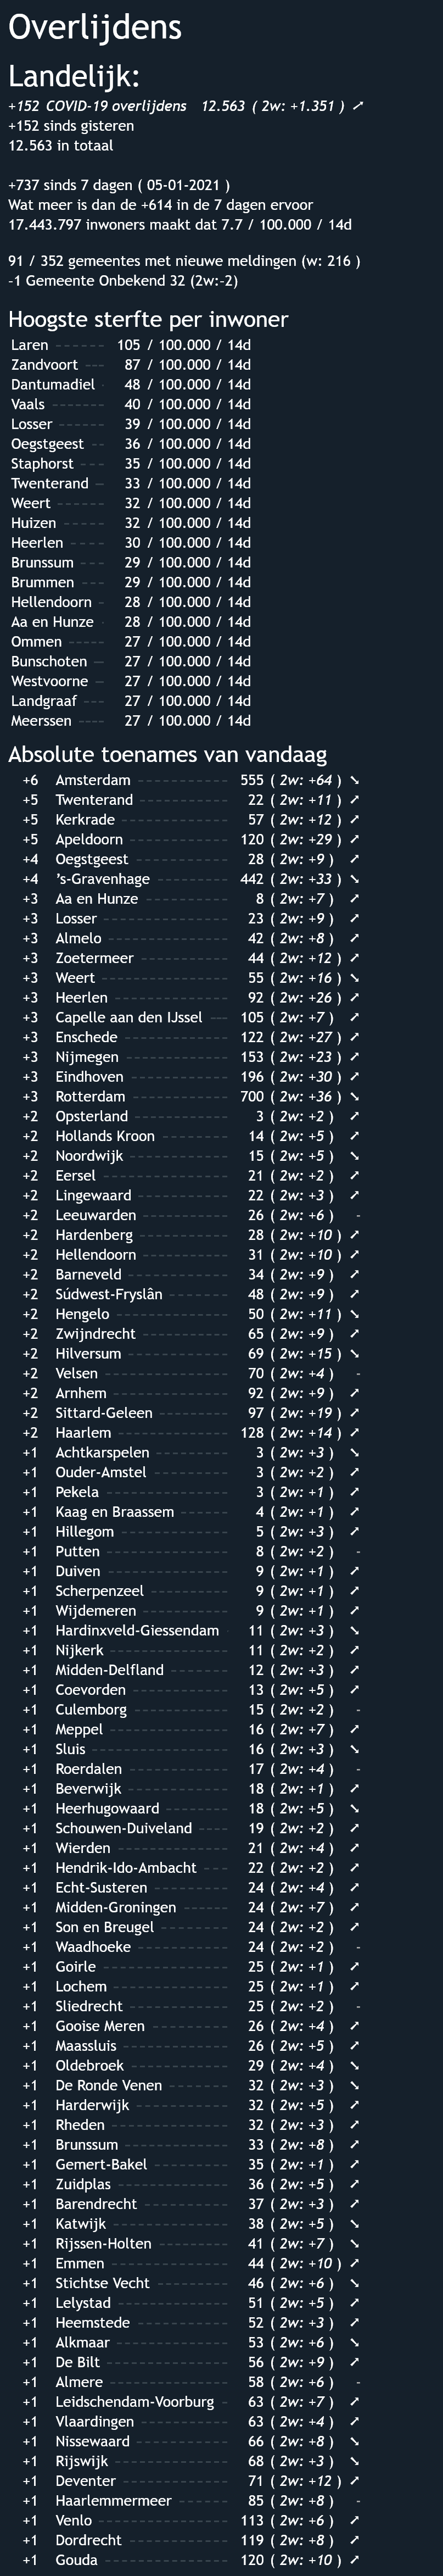 Overlijdens
Landelijk:
+152 COVID-19 overlijdens 12.563 ( 2w: +1.351 ) ↗
+152 sinds gisteren
12.563 in totaal
+737 sinds 7 dagen ( 05-01-2021 )
Wat meer is dan de +614 in de 7 dagen ervoor
17.443.797 inwoners maakt dat 7.7 / 100.000 / 14d
91 / 352 gemeentes met nieuwe meldingen (w: 216 )
-1 Gemeente Onbekend 32 (2w:-2)
Hoogste sterfte per inwoner
Laren ------ 105 / 100.000 / 14d
Zandvoort --- 87 / 100.000 / 14d
Dantumadiel - 48 / 100.000 / 14d
Vaals ------- 40 / 100.000 / 14d
Losser ------ 39 / 100.000 / 14d
Oegstgeest -- 36 / 100.000 / 14d
Staphorst --- 35 / 100.000 / 14d
Twenterand -- 33 / 100.000 / 14d
Weert ------- 32 / 100.000 / 14d
Huizen ------ 32 / 100.000 / 14d
Heerlen ----- 30 / 100.000 / 14d
Brunssum ---- 29 / 100.000 / 14d
Brummen ---- 29 / 100.000 / 14d
Hellendoorn - 28 / 100.000 / 14d
Aa en Hunze - 28 / 100.000 / 14d
Ommen ----- 27 / 100.000 / 14d
Bunschoten -- 27 / 100.000 / 14d
Westvoorne -- 27 / 100.000 / 14d
Landgraaf --- 27 / 100.000 / 14d
Meerssen ---- 27 / 100.000 / 14d
Absolute toenames van vandaag
+6 Amsterdam ------------- 555 ( 2w: +64 ) ↘
+5 Twenterand ------------ 22 ( 2w: +11 ) ↗
+5 Kerkrade --------------- 57 ( 2w: +12 ) ↗
+5 Apeldoorn -------------- 120 ( 2w: +29 ) ↗
+4 Oegstgeest ------------- 28 ( 2w: +9 ) ↗
+4 's-Gravenhage ---------- 442 ( 2w: +33 ) ↘
+3 Aa en Hunze ------------ 8 ( 2w: +7 ) ↗
+3 Losser ----------------- 23 ( 2w: +9 ) ↗
+3 Almelo ----------------- 42 ( 2w: +8 ) ↗
+3 Zoetermeer ------------ 44 ( 2w: +12 ) ↗
+3 Weert ------------------ 55 ( 2w: +16 ) ↘
+3 Heerlen ---------------- 92 ( 2w: +26 ) ↗
+3 Capelle aan den IJssel --- 105 ( 2w: +7 ) ↗
+3 Enschede --------------- 122 ( 2w: +27 ) ↗
+3 Nijmegen --------------- 153 ( 2w: +23 ) ↗
+3 Eindhoven -------------- 196 ( 2w: +30 ) ↗
+3 Rotterdam -------------- 700 ( 2w: +36 ) ↘
+2 Opsterland ------------- 3 ( 2w: +2 ) ↗
+2 Hollands Kroon --------- 14 ( 2w: +5 ) ↗
+2 Noordwijk -------------- 15 ( 2w: +5 ) ↘
+2 Eersel ------------------ 21 ( 2w: +2 ) ↗
+2 Lingewaard ------------- 22 ( 2w: +3 ) ↗
+2 Leeuwarden ------------ 26 ( 2w: +6 ) -
+2 Hardenberg ------------ 28 ( 2w: +10 ) ↗
+2 Hellendoorn ------------ 31 ( 2w: +10 ) ↗
+2 Barneveld -------------- 34 ( 2w: +9 ) ↗
+2 Súdwest-Fryslân -------- 48 ( 2w: +9 ) ↗
+2 Hengelo ---------------- 50 ( 2w: +11 ) ↘
+2 Zwijndrecht ------------ 65 ( 2w: +9 ) ↗
+2 Hilversum -------------- 69 ( 2w: +15 ) ↘
+2 Velsen ----------------- 70 ( 2w: +4 ) -
+2 Arnhem ---------------- 92 ( 2w: +9 ) ↗
+2 Sittard-Geleen ---------- 97 ( 2w: +19 ) ↗
+2 Haarlem --------------- 128 ( 2w: +14 ) ↗
+1 Achtkarspelen ---------- 3 ( 2w: +3 ) ↘
+1 Ouder-Amstel ----------- 3 ( 2w: +2 ) ↗
+1 Pekela ----------------- 3 ( 2w: +1 ) ↗
+1 Kaag en Braassem ------- 4 ( 2w: +1 ) ↗
+1 Hillegom --------------- 5 ( 2w: +3 ) ↗
+1 Putten ----------------- 8 ( 2w: +2 ) -
+1 Duiven ----------------- 9 ( 2w: +1 ) ↗
+1 Scherpenzeel ----------- 9 ( 2w: +1 ) ↗
+1 Wijdemeren ------------ 9 ( 2w: +1 ) ↗
+1 Hardinxveld-Giessendam - 11 ( 2w: +3 ) ↘
+1 Nijkerk ---------------- 11 ( 2w: +2 ) ↗
+1 Midden-Delfland -------- 12 ( 2w: +3 ) ↗
+1 Coevorden ------------- 13 ( 2w: +5 ) ↗
+1 Culemborg ------------- 15 ( 2w: +2 ) -
+1 Meppel ---------------- 16 ( 2w: +7 ) ↗
+1 Sluis ------------------- 16 ( 2w: +3 ) ↘
+1 Roerdalen -------------- 17 ( 2w: +4 ) -
+1 Beverwijk -------------- 18 ( 2w: +1 ) ↗
+1 Heerhugowaard --------- 18 ( 2w: +5 ) ↘
+1 Schouwen-Duiveland ---- 19 ( 2w: +2 ) ↗
+1 Wierden ---------------- 21 ( 2w: +4 ) ↗
+1 Hendrik-Ido-Ambacht --- 22 ( 2w: +2 ) ↗
+1 Echt-Susteren ---------- 24 ( 2w: +4 ) ↗
+1 Midden-Groningen ------ 24 ( 2w: +7 ) ↗
+1 Son en Breugel --------- 24 ( 2w: +2 ) ↗
+1 Waadhoeke ------------- 24 ( 2w: +2 ) -
+1 Goirle ------------------ 25 ( 2w: +1 ) ↗
+1 Lochem ---------------- 25 ( 2w: +1 ) ↗
+1 Sliedrecht -------------- 25 ( 2w: +2 ) -
+1 Gooise Meren ----------- 26 ( 2w: +4 ) ↗
+1 Maassluis --------------- 26 ( 2w: +5 ) ↗
+1 Oldebroek -------------- 29 ( 2w: +4 ) ↘
+1 De Ronde Venen -------- 32 ( 2w: +3 ) ↘
+1 Harderwijk ------------- 32 ( 2w: +5 ) ↗
+1 Rheden ---------------- 32 ( 2w: +3 ) ↗
+1 Brunssum --------------- 33 ( 2w: +8 ) ↗
+1 Gemert-Bakel ----------- 35 ( 2w: +1 ) ↗
+1 Zuidplas ---------------- 36 ( 2w: +5 ) ↗
+1 Barendrecht ------------ 37 ( 2w: +3 ) ↗
+1 Katwijk ---------------- 38 ( 2w: +5 ) ↘
+1 Rijssen-Holten ---------- 41 ( 2w: +7 ) ↘
+1 Emmen ---------------- 44 ( 2w: +10 ) ↗
+1 Stichtse Vecht ---------- 46 ( 2w: +6 ) ↘
+1 Lelystad ---------------- 51 ( 2w: +5 ) ↗
+1 Heemstede ------------- 52 ( 2w: +3 ) ↗
+1 Alkmaar ---------------- 53 ( 2w: +6 ) ↘
+1 De Bilt ----------------- 56 ( 2w: +9 ) ↗
+1 Almere ---------------- 58 ( 2w: +6 ) -
+1 Leidschendam-Voorburg - 63 ( 2w: +7 ) ↗
+1 Vlaardingen ------------ 63 ( 2w: +4 ) ↗
+1 Nissewaard ------------- 66 ( 2w: +8 ) ↘
+1 Rijswijk ---------------- 68 ( 2w: +3 ) ↘
+1 Deventer --------------- 71 ( 2w: +12 ) ↗
+1 Haarlemmermeer ------- 85 ( 2w: +8 ) -
+1 Venlo ------------------ 113 ( 2w: +6 ) ↗
+1 Dordrecht -------------- 119 ( 2w: +8 ) ↗
+1 Gouda ----------------- 120 ( 2w: +10 ) ↗